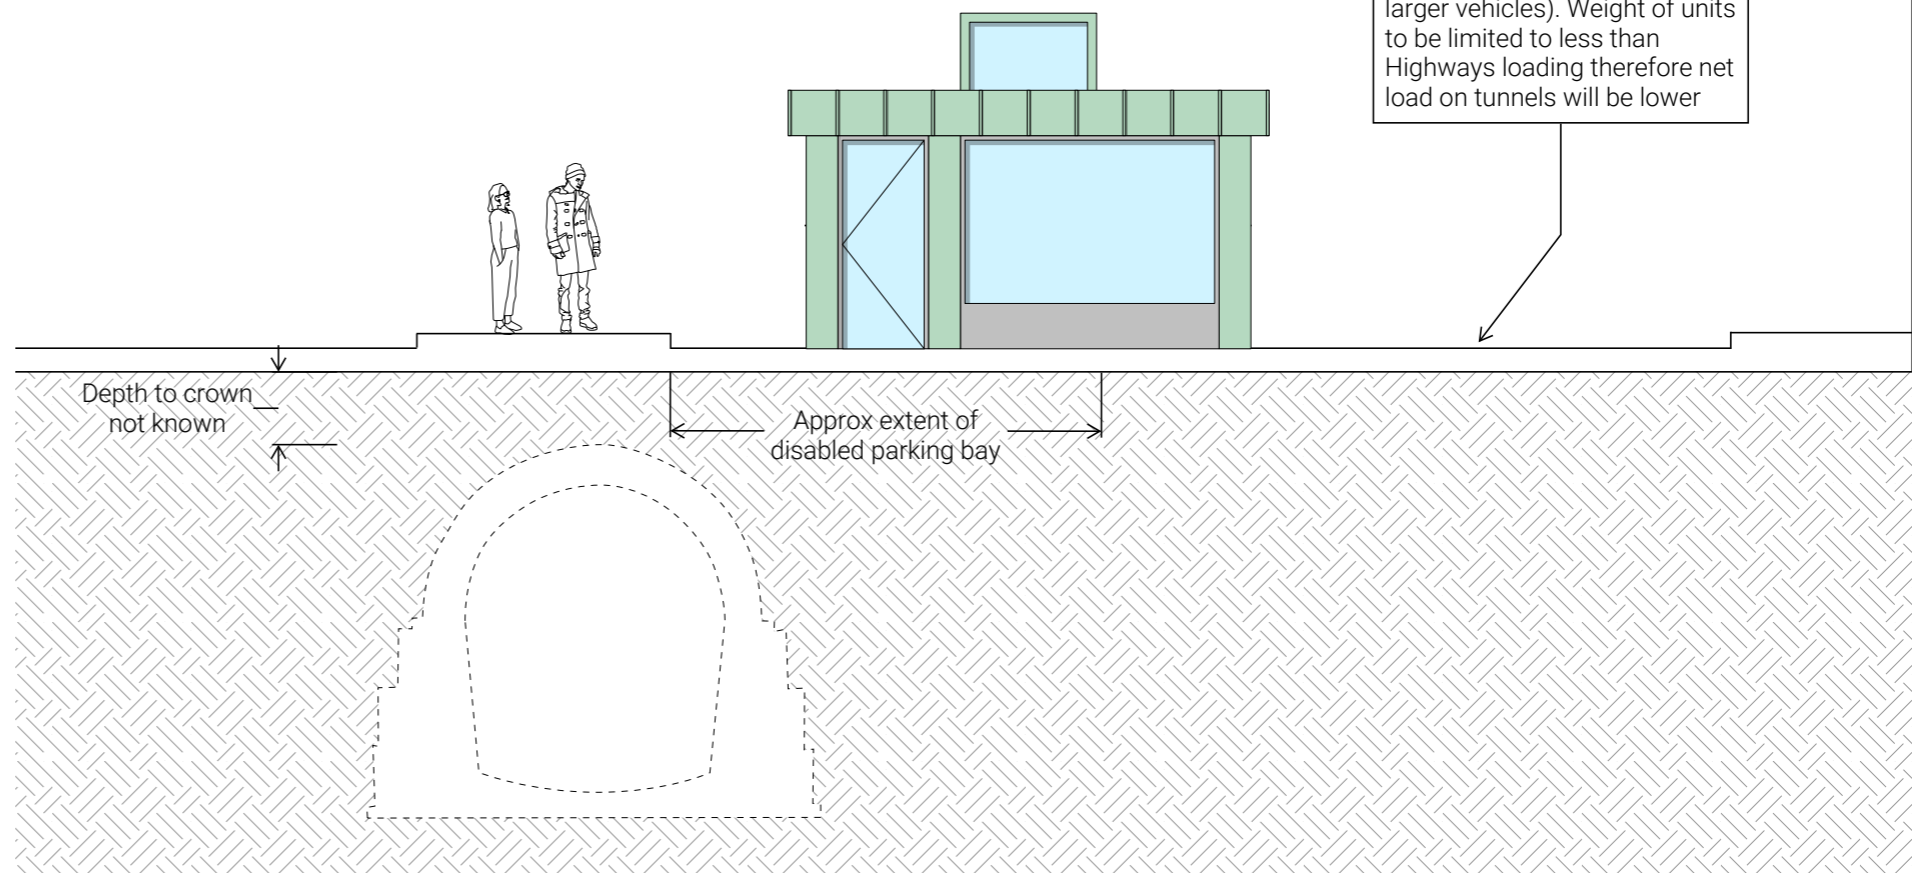 larger vehicles). Weight of units
to be limited to less than
Highways loading therefore net
load on tunnels will be lower
Depth to crown
not known
Approx extent of
disabled parking bay